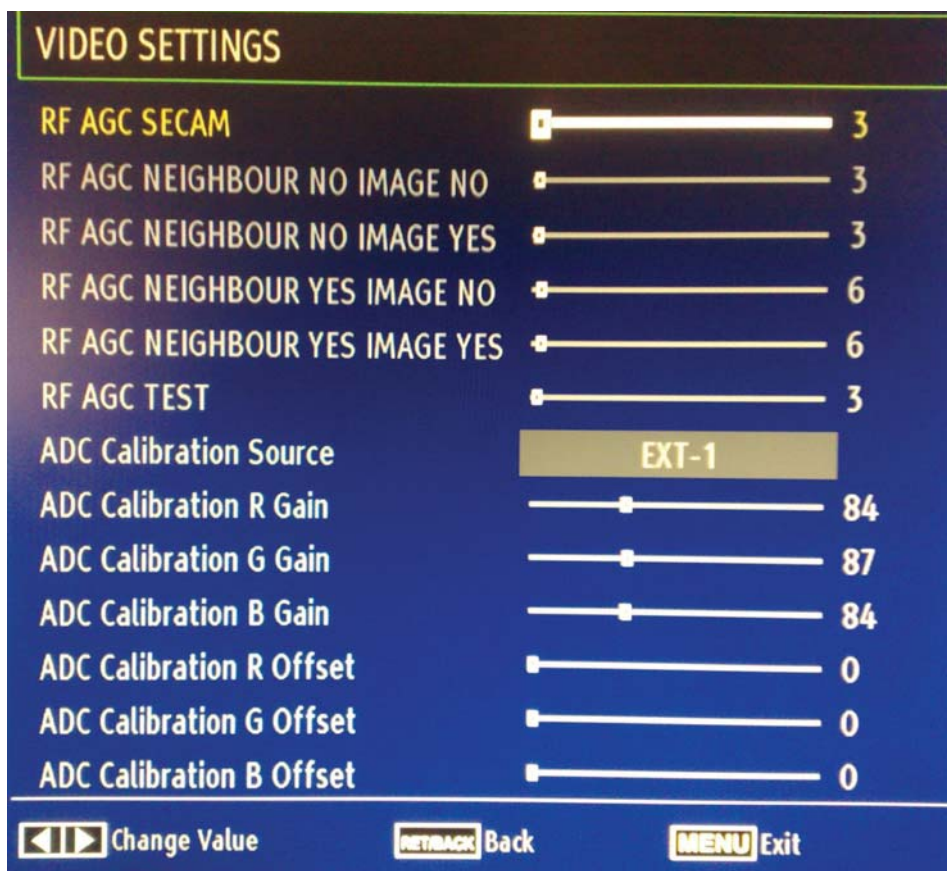 VIDEO SETTINGS
RF AGC SECAM 3
RF AGC NEIGHBOUR NO IMAGE NO 3
RF AGC NEIGHBOUR NO IMAGE YES 3
RF AGC NEIGHBOUR YES IMAGE NO 6
RF AGC NEIGHBOUR YES IMAGE YES 6
RF AGC TEST 3
ADC Calibration Source EXT-1
ADC Calibration R Gain 84
ADC Calibration G Gain 87
ADC Calibration B Gain 84
ADC Calibration R Offset 0
ADC Calibration G Offset 0
ADC Calibration B Offset 0
Change Value RET/BACK Back MENU Exit